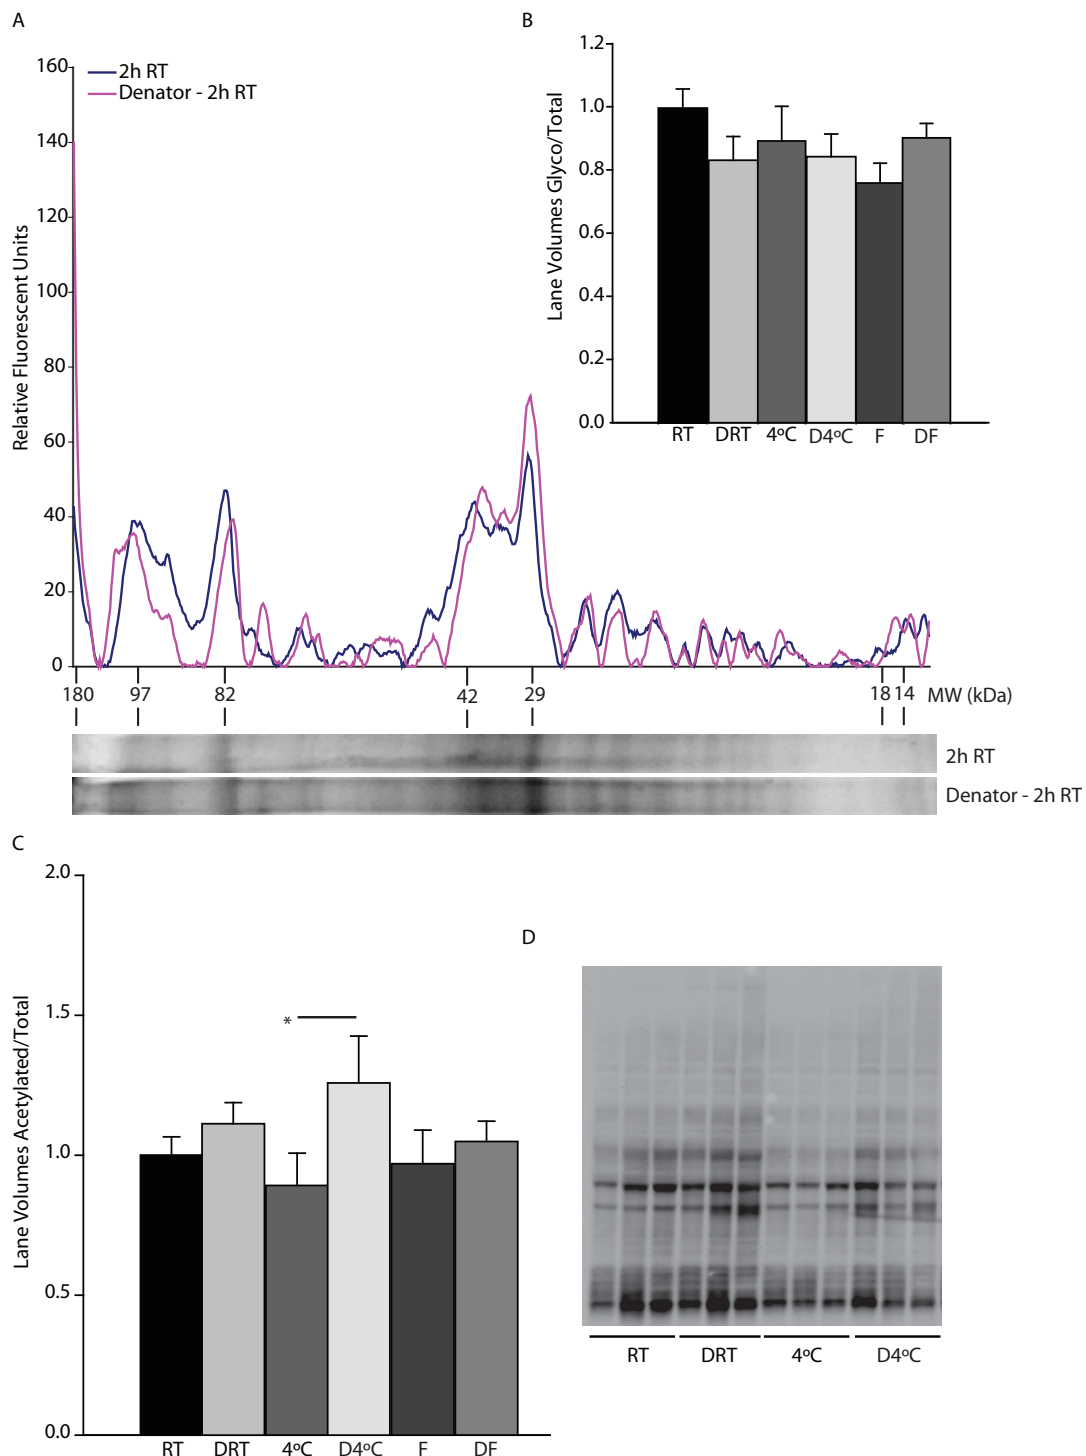 A
160
140
120
100
80
60
40
20
0
Relative Fluorescent Units
2h RT
Denator - 2h RT
180 97 82 42 29 18 14 MW (kDa)
2h RT
Denator - 2h RT
B
1.2
1.0
0.8
0.6
0.4
0.2
0.0
Lane Volumes Glyco/Total
RT DRT 4ºC D4ºC F DF
C
2.0
1.5
1.0
0.5
0.0
Lane Volumes Acetylated/Total
*
RT DRT 4ºC D4ºC F DF
D
RT DRT 4ºC D4ºC